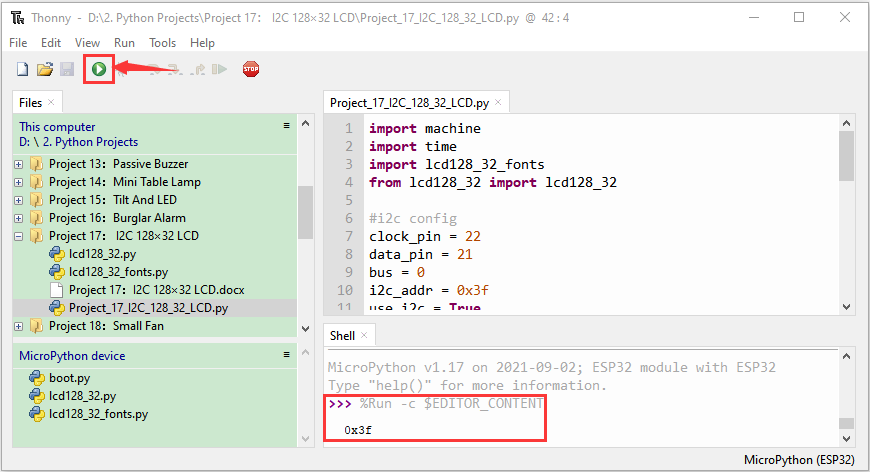 Thonny - D:\2. Python Projects\Project 17： I2C 128×32 LCD\Project_17_I2C_128_32_LCD.py @ 42 : 4
File Edit View Run Tools Help
STOP
Files
This computer
D: \ 2. Python Projects
Project 13：Passive Buzzer
Project 14：Mini Table Lamp
Project 15：Tilt And LED
Project 16：Burglar Alarm
Project 17： I2C 128×32 LCD
lcd128_32.py
lcd128_32_fonts.py
Project 17：I2C 128×32 LCD.docx
Project_17_I2C_128_32_LCD.py
Project 18：Small Fan
MicroPython device
boot.py
lcd128_32.py
lcd128_32_fonts.py
Project_17_I2C_128_32_LCD.py
1 import machine
2 import time
3 import lcd128_32_fonts
4 from lcd128_32 import lcd128_32
5
6 #i2c config
7 clock_pin = 22
8 data_pin = 21
9 bus = 0
10 i2c_addr = 0x3f
11 use_i2c = True
Shell
MicroPython v1.17 on 2021-09-02; ESP32 module with ESP32
Type "help()" for more information.
>>> %Run -c $EDITOR_CONTENT
0x3f
MicroPython (ESP32)